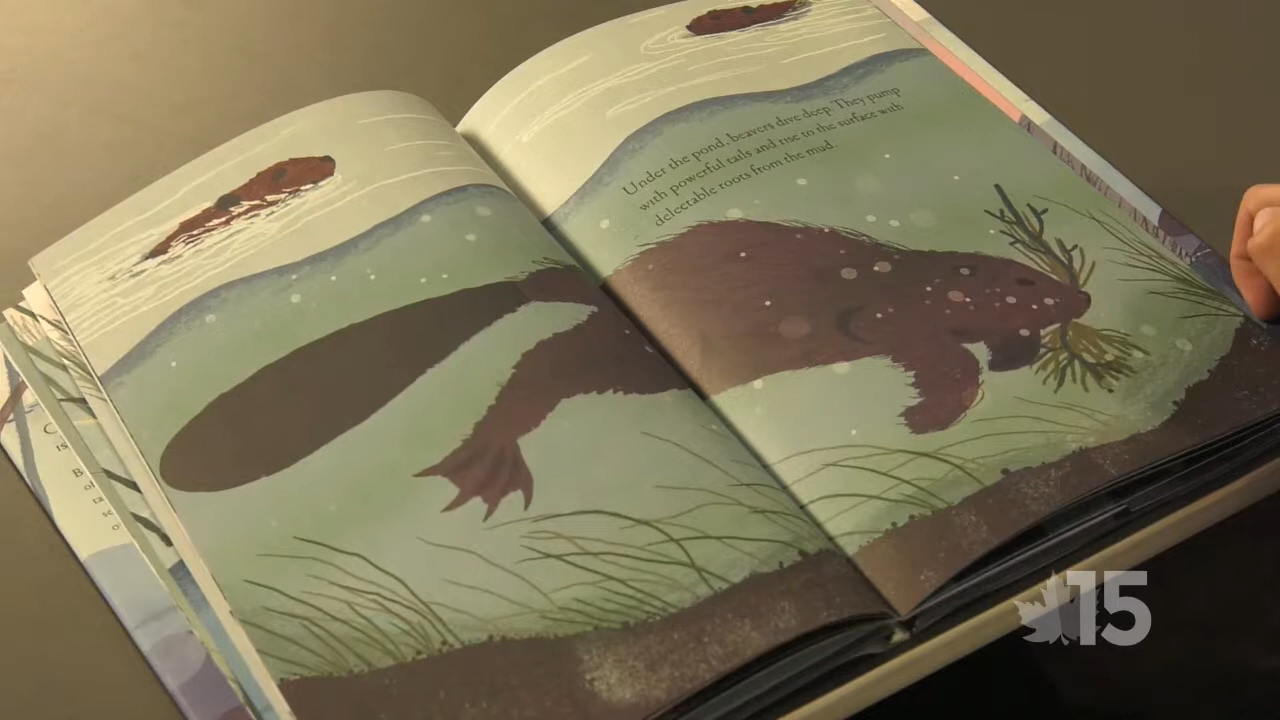 Under the pond, beavers dive deep. They pump
with powerful tails and rise to the surface with
delectable roots from the mud.
15